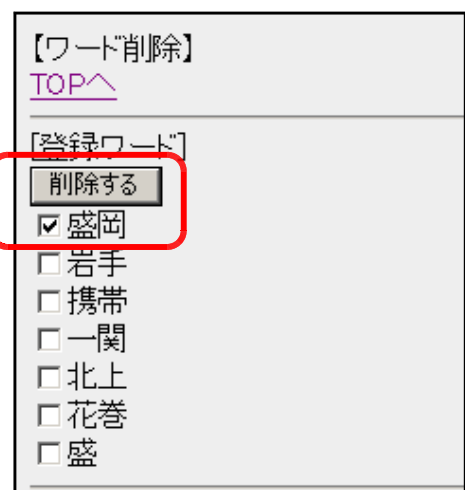 【ワード削除】
TOPへ
[登録ワード]
削除する
盛岡
岩手
携帯
一関
北上
花巻
盛